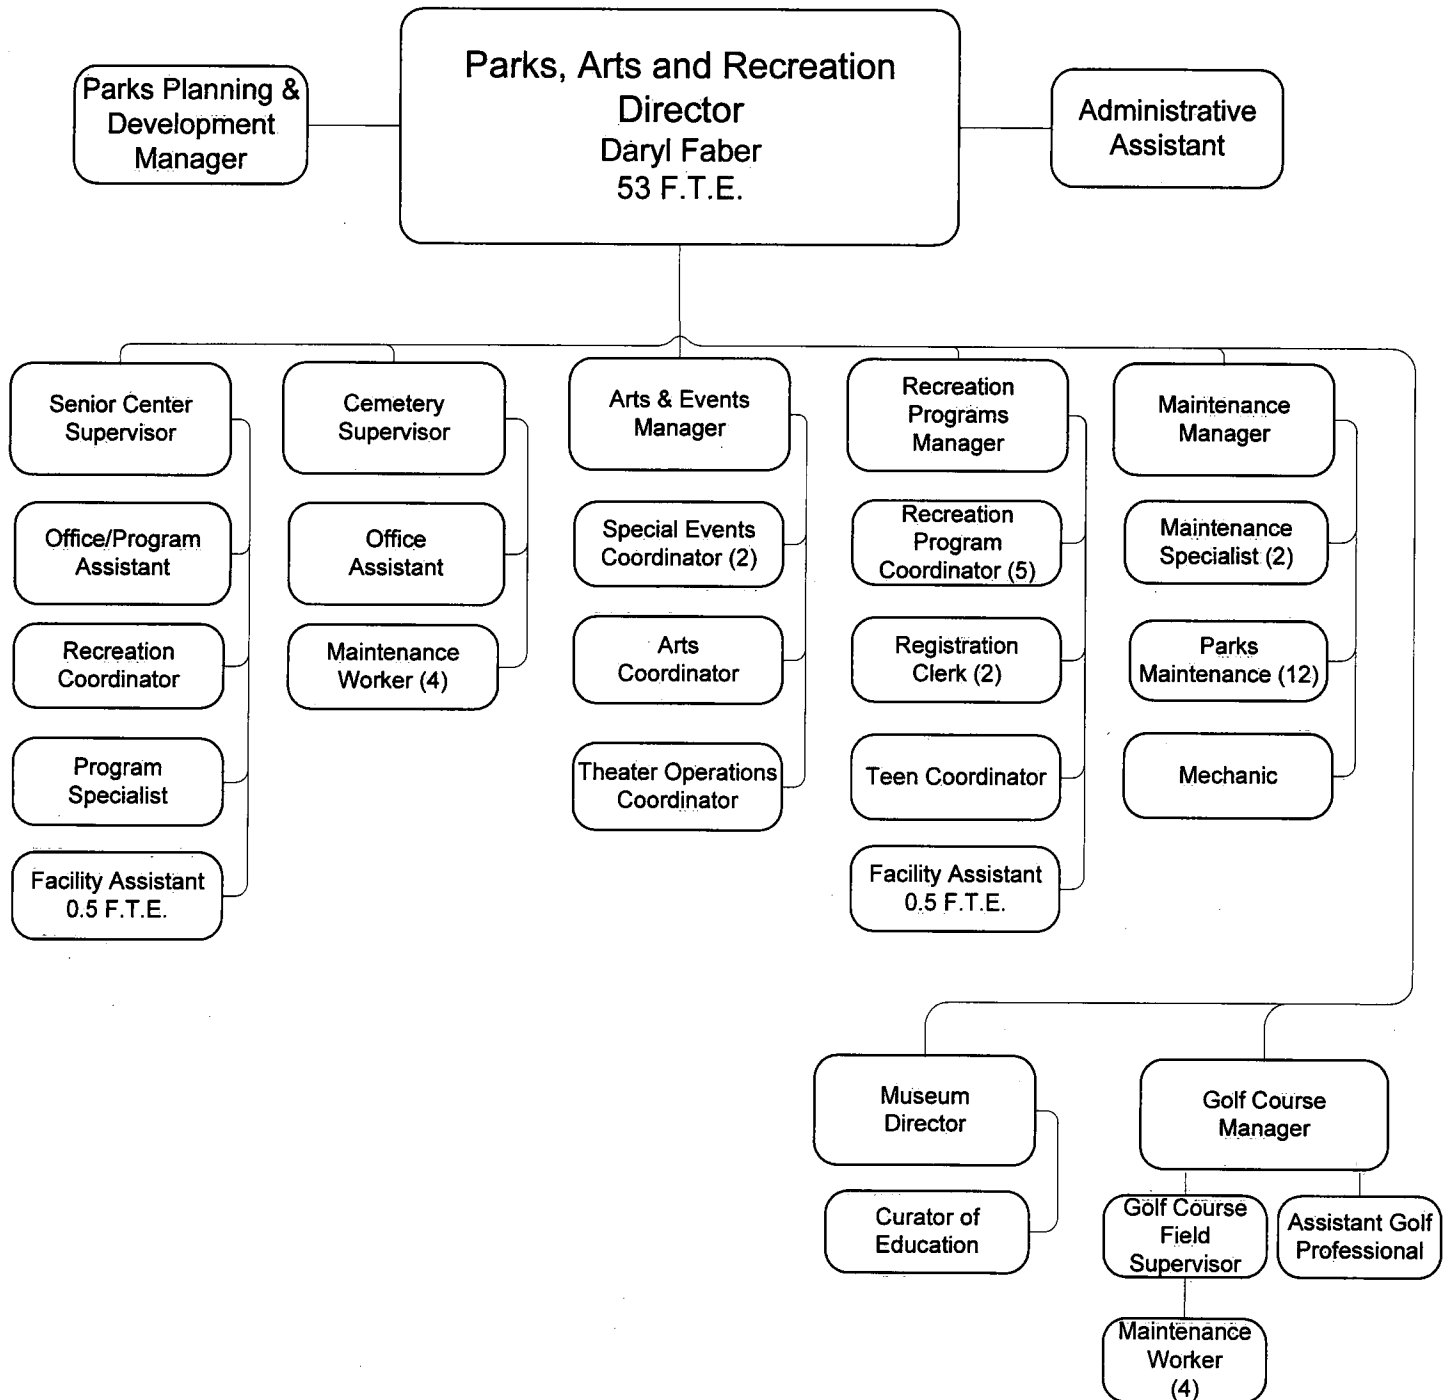 Parks, Arts and Recreation
Director
Daryl Faber
53 F.T.E.
Parks Planning &
Development
Manager
Administrative
Assistant
Senior Center
Supervisor
Office/Program
Assistant
Recreation
Coordinator
Program
Specialist
Facility Assistant
0.5 F.T.E.
Cemetery
Supervisor
Office
Assistant
Maintenance
Worker (4)
Arts & Events
Manager
Special Events
Coordinator (2)
Arts
Coordinator
Theater Operations
Coordinator
Recreation
Programs
Manager
Recreation
Program
Coordinator (5)
Registration
Clerk (2)
Teen Coordinator
Facility Assistant
0.5 F.T.E.
Maintenance
Manager
Maintenance
Specialist (2)
Parks
Maintenance (12)
Mechanic
Museum
Director
Curator of
Education
Golf Course
Manager
Golf Course
Field
Supervisor
Assistant Golf
Professional
Maintenance
Worker
(4)